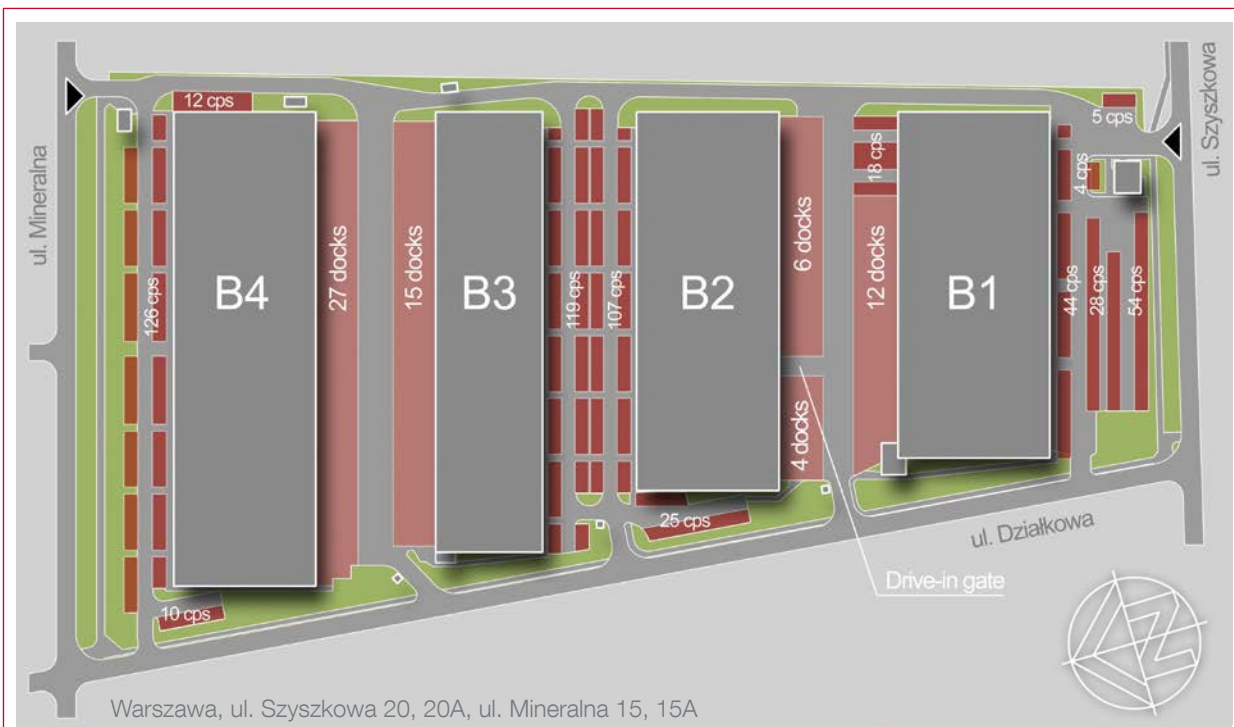 ul. Mineralna
12 cps
126 cps
B4
27 docks
10 cps
15 docks
B3
119 cps
107 cps
B2
25 cps
6 docks
4 docks
Drive-in gate
18 cps
12 docks
B1
44 cps
4 cps
5 cps
28 cps
54 cps
ul. Szyszkowa
ul. Działkowa
Warszawa, ul. Szyszkowa 20, 20A, ul. Mineralna 15, 15A